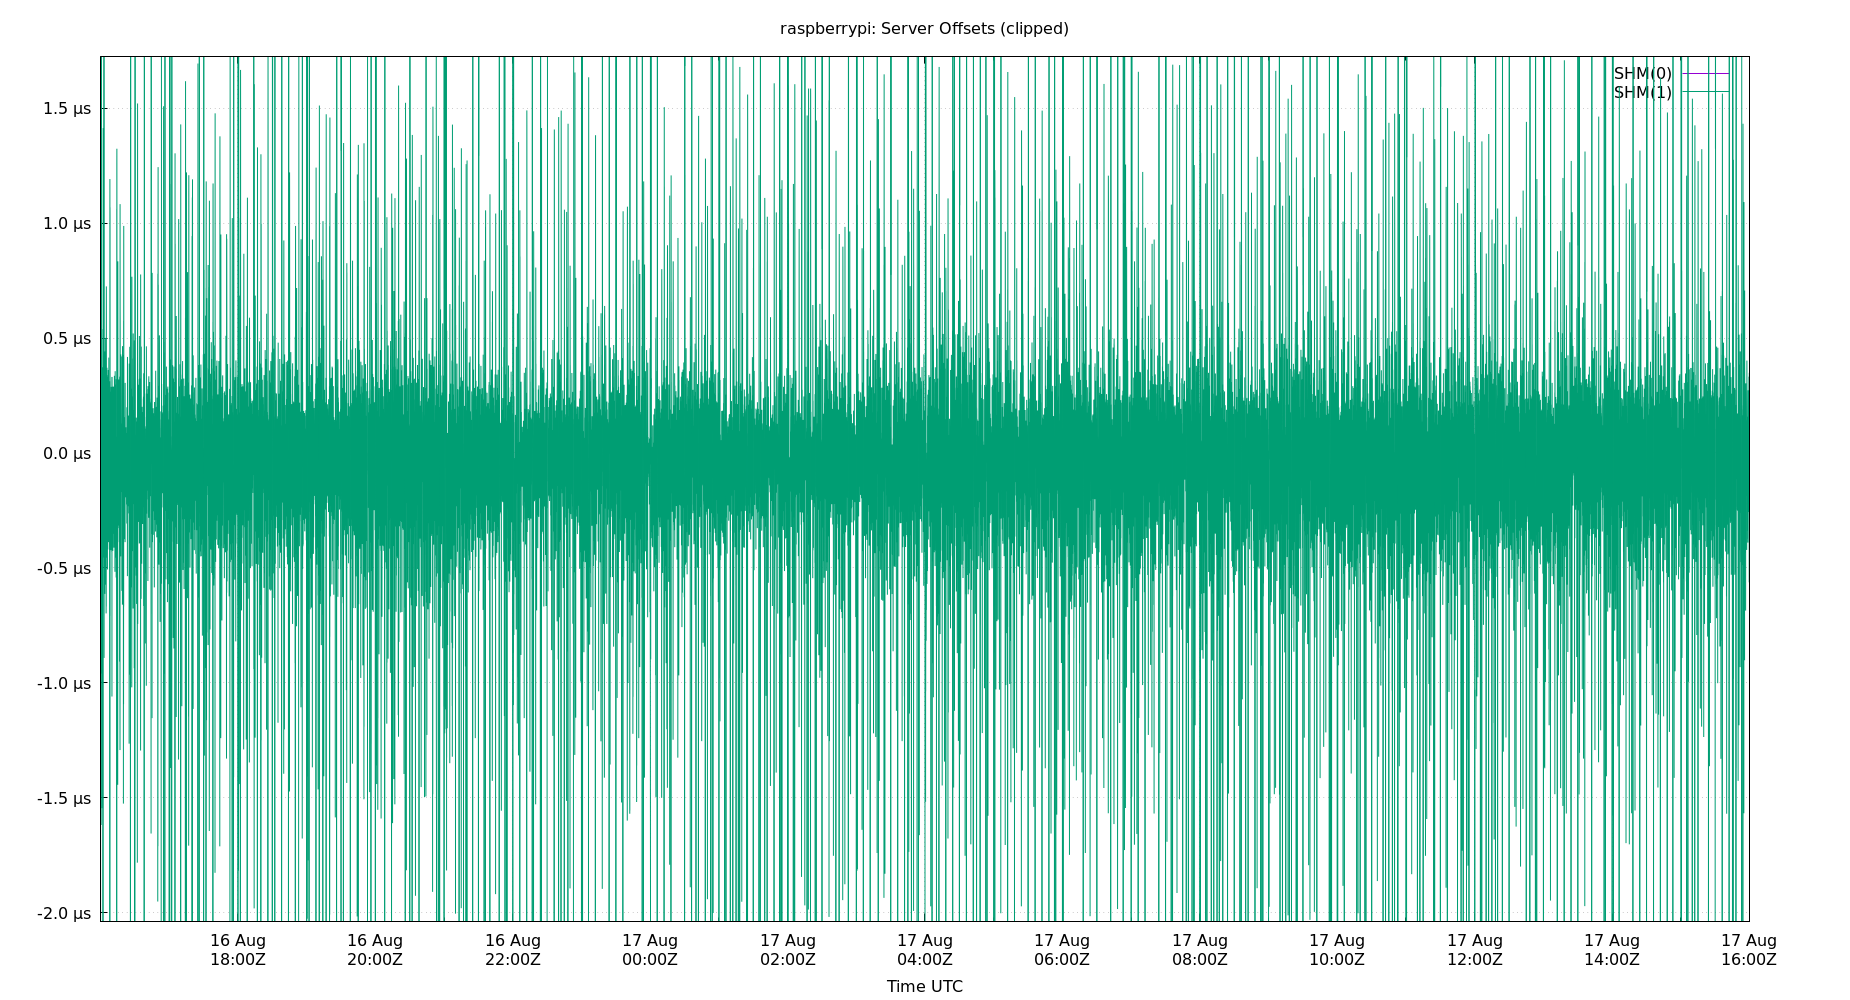 raspberrypi: Server Offsets (clipped)
SHM(0)
SHM(1)
1.5 µs
1.0 µs
0.5 µs
0.0 µs
-0.5 µs
-1.0 µs
-1.5 µs
-2.0 µs
16 Aug 16 Aug 16 Aug 17 Aug 17 Aug 17 Aug 17 Aug 17 Aug 17 Aug 17 Aug 17 Aug 17 Aug
18:00Z 20:00Z 22:00Z 00:00Z 02:00Z 04:00Z 06:00Z 08:00Z 10:00Z 12:00Z 14:00Z 16:00Z
Time UTC